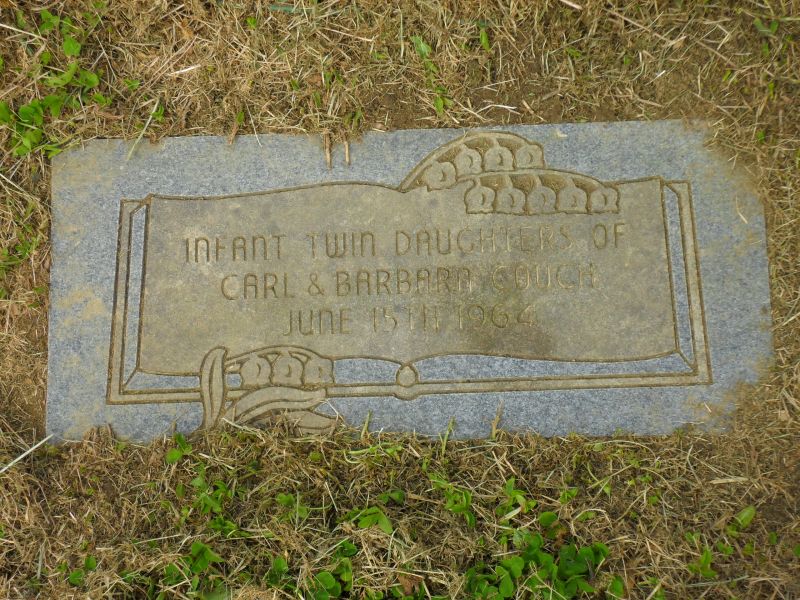 INFANT TWIN DAUGHTERS OF
CARL & BARBARA COUCH
JUNE 15TH 1964